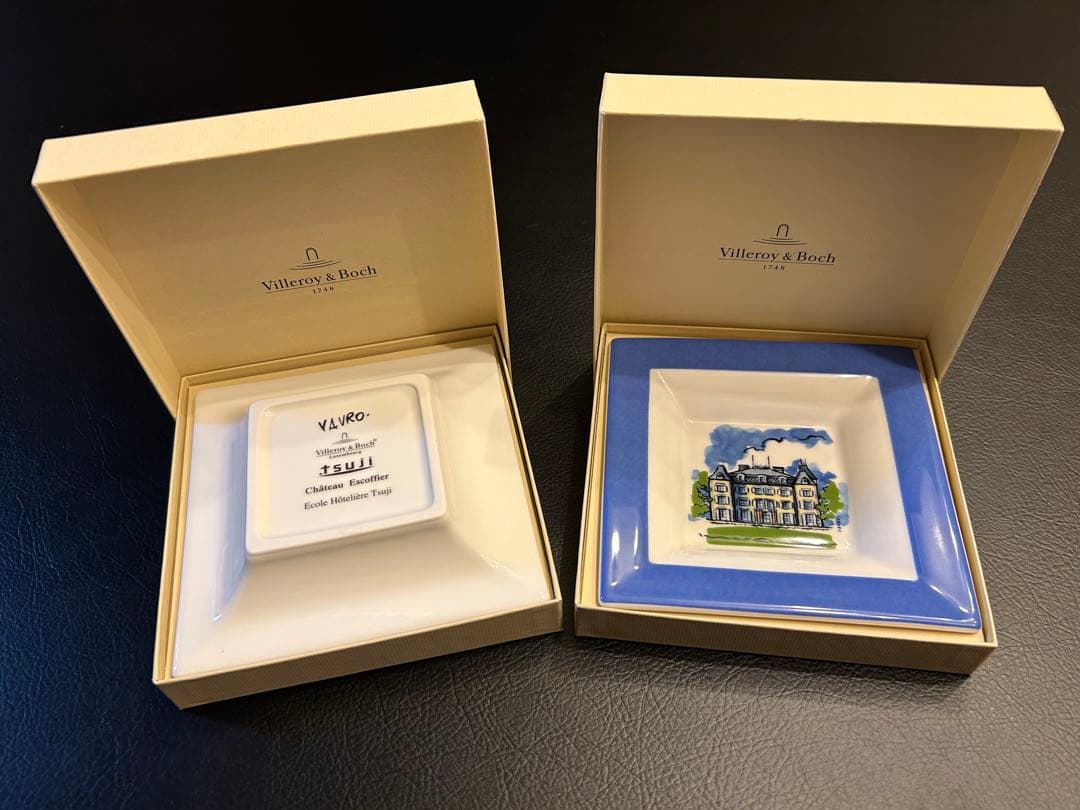 Villeroy & Boch
1748
VAVRO.
Villeroy & Boch®
Luxembourg
tsuji
Château Escoffier
Ecole Hôtelière Tsuji
Villeroy & Boch
1748